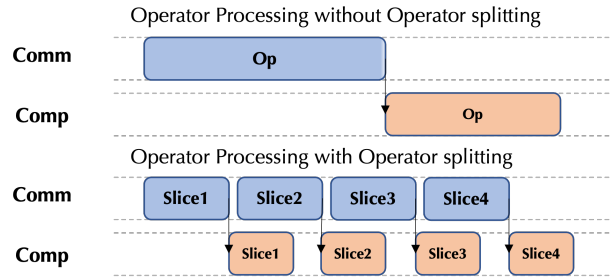 Operator Processing without Operator splitting
Comm Op
Comp Op
Operator Processing with Operator splitting
Comm Slice1 Slice2 Slice3 Slice4
Comp Slice1 Slice2 Slice3 Slice4